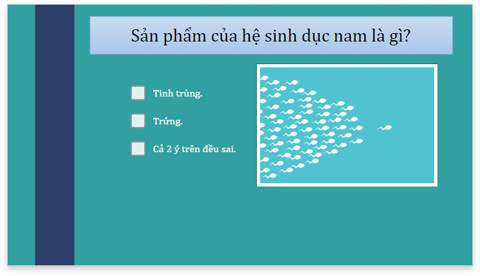 Sản phẩm của hệ sinh dục nam là gì?
Tinh trùng.
Trứng.
Cả 2 ý trên đều sai.